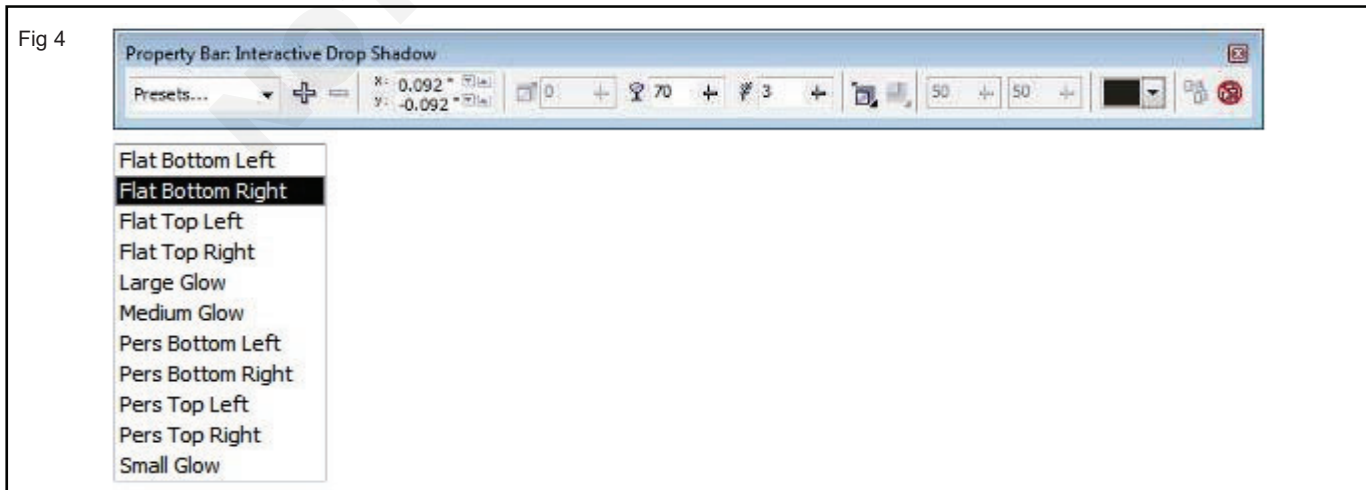 Fig 4
Property Bar: Interactive Drop Shadow
Presets... x: 0.092 " 0 70 3 50 50
y: -0.092 "
Flat Bottom Left
Flat Bottom Right
Flat Top Left
Flat Top Right
Large Glow
Medium Glow
Pers Bottom Left
Pers Bottom Right
Pers Top Left
Pers Top Right
Small Glow